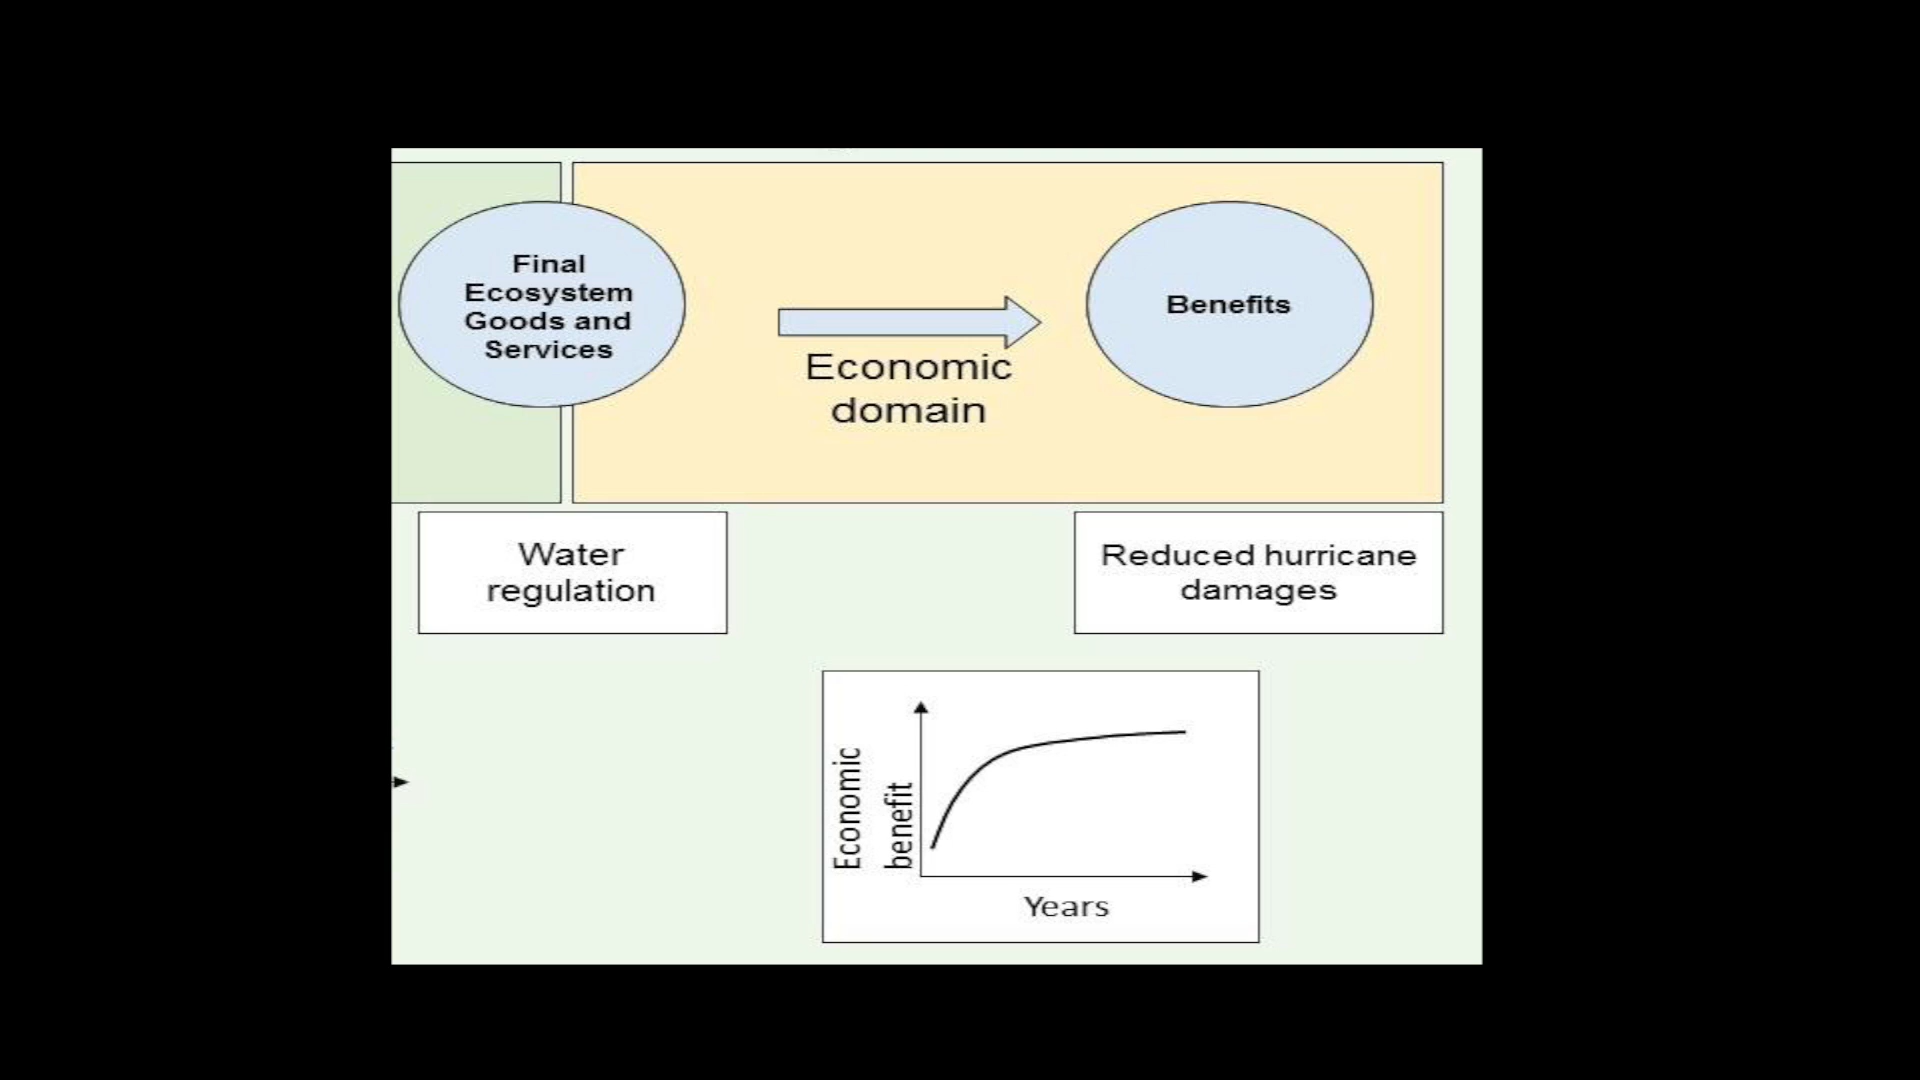 Final
Ecosystem
Goods and
Services
Economic
domain
Benefits
Water
regulation
Reduced hurricane
damages
Economic
benefit
Years